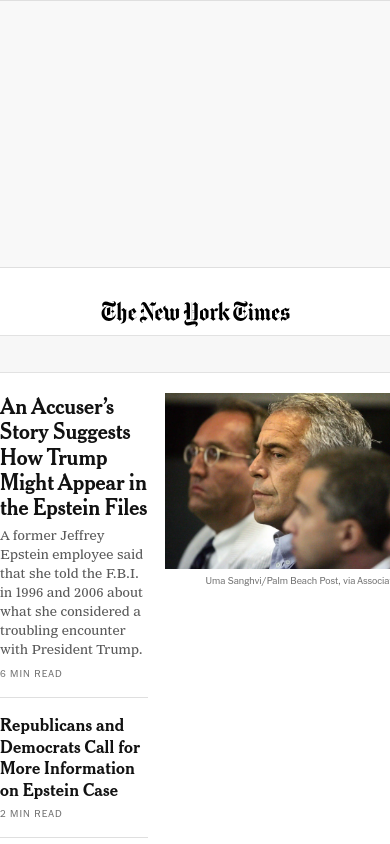 The New York Times
An Accuser’s
Story Suggests
How Trump
Might Appear in
the Epstein Files
A former Jeffrey
Epstein employee said
that she told the F.B.I.
in 1996 and 2006 about
what she considered a
troubling encounter
with President Trump.
6 MIN READ
Uma Sanghvi/Palm Beach Post, via Associa
Republicans and
Democrats Call for
More Information
on Epstein Case
2 MIN READ